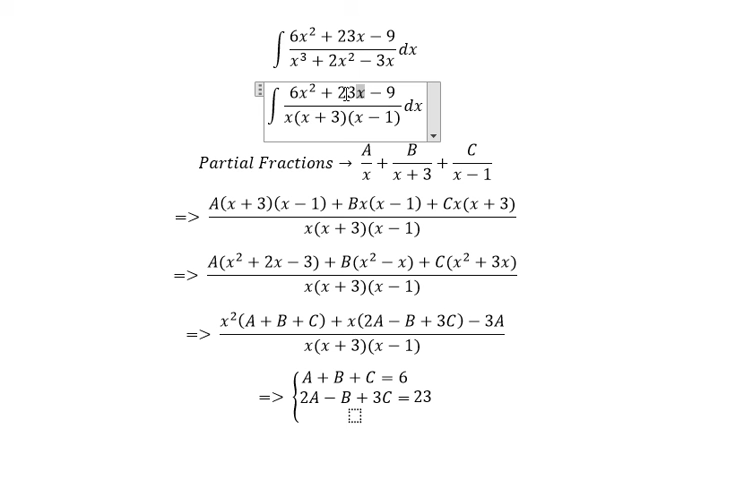 ∫ (6x² + 23x − 9)/(x³ + 2x² − 3x) dx
∫ (6x² + 23x − 9)/(x(x + 3)(x − 1)) dx
Partial Fractions → A/x + B/(x + 3) + C/(x − 1)
=> (A(x + 3)(x − 1) + Bx(x − 1) + Cx(x + 3))/(x(x + 3)(x − 1))
=> (A(x² + 2x − 3) + B(x² − x) + C(x² + 3x))/(x(x + 3)(x − 1))
=> (x²(A + B + C) + x(2A − B + 3C) − 3A)/(x(x + 3)(x − 1))
=> { A + B + C = 6
2A − B + 3C = 23